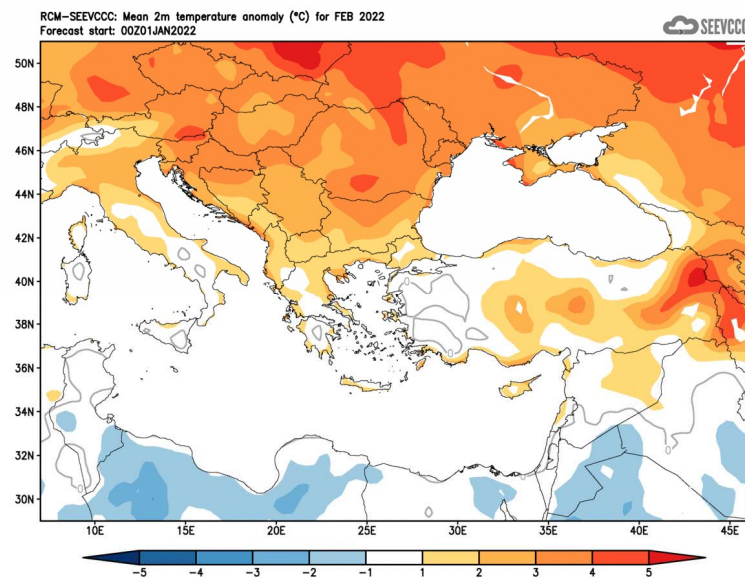 RCM-SEEVCCC: Mean 2m temperature anomaly (°C) for FEB 2022
Forecast start: 00Z01JAN2022
SEEVCCC
50N
48N
46N
44N
42N
40N
38N
36N
34N
32N
30N
10E 15E 20E 25E 30E 35E 40E 45E
-5 -4 -3 -2 -1 1 2 3 4 5